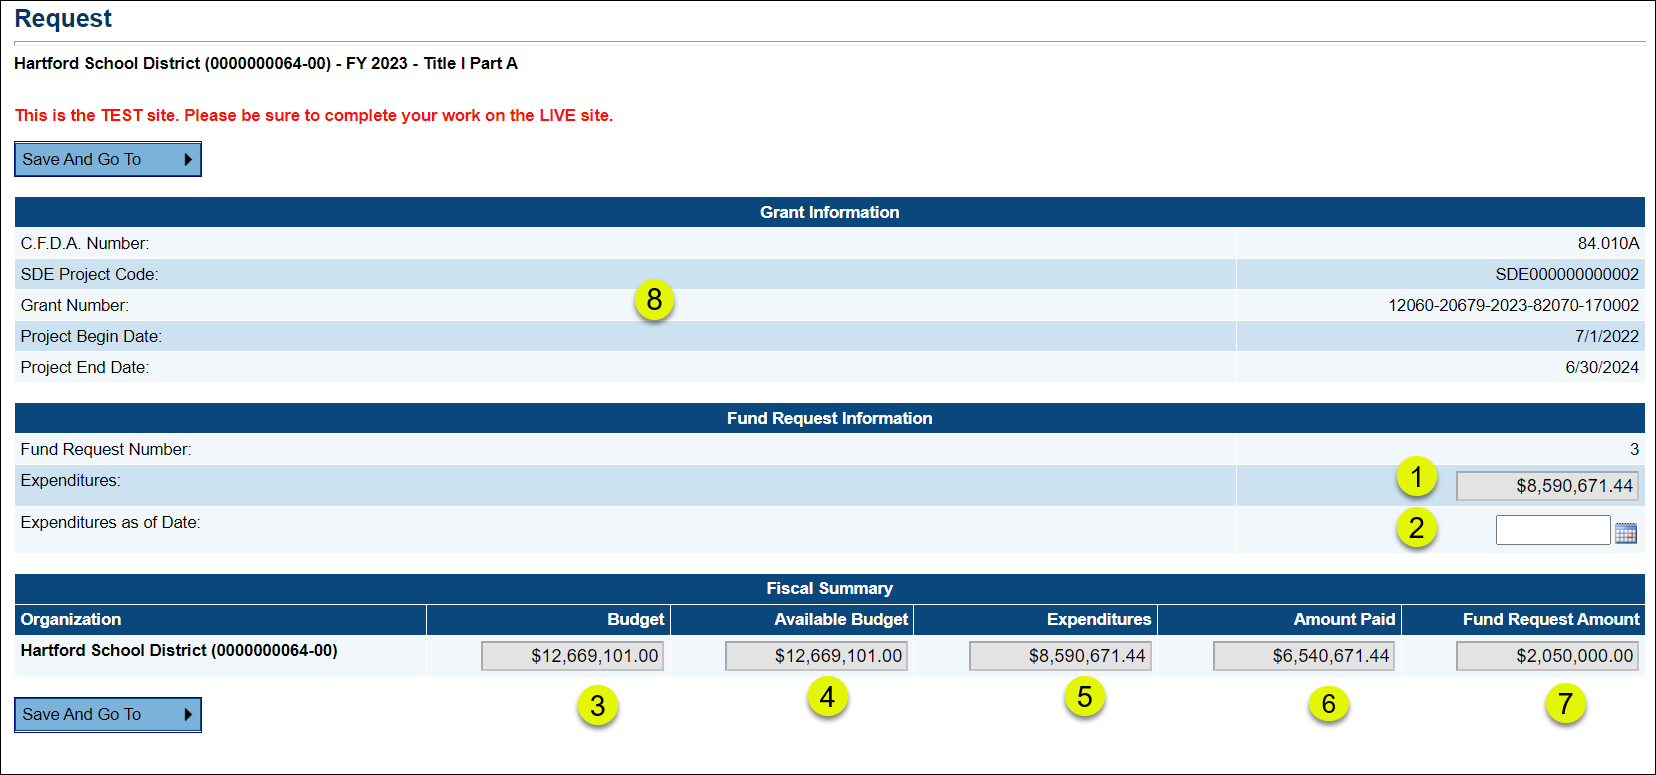 Request
Hartford School District (0000000064-00) - FY 2023 - Title I Part A
This is the TEST site. Please be sure to complete your work on the LIVE site.
Save And Go To
Grant Information
C.F.D.A. Number: 84.010A
SDE Project Code: SDE000000000002
Grant Number: 12060-20679-2023-82070-170002
8
Project Begin Date: 7/1/2022
Project End Date: 6/30/2024
Fund Request Information
Fund Request Number: 3
Expenditures: 1 $8,590,671.44
Expenditures as of Date: 2
Fiscal Summary
Organization Budget Available Budget Expenditures Amount Paid Fund Request Amount
Hartford School District (0000000064-00) $12,669,101.00 $12,669,101.00 $8,590,671.44 $6,540,671.44 $2,050,000.00
3 4 5 6 7
Save And Go To